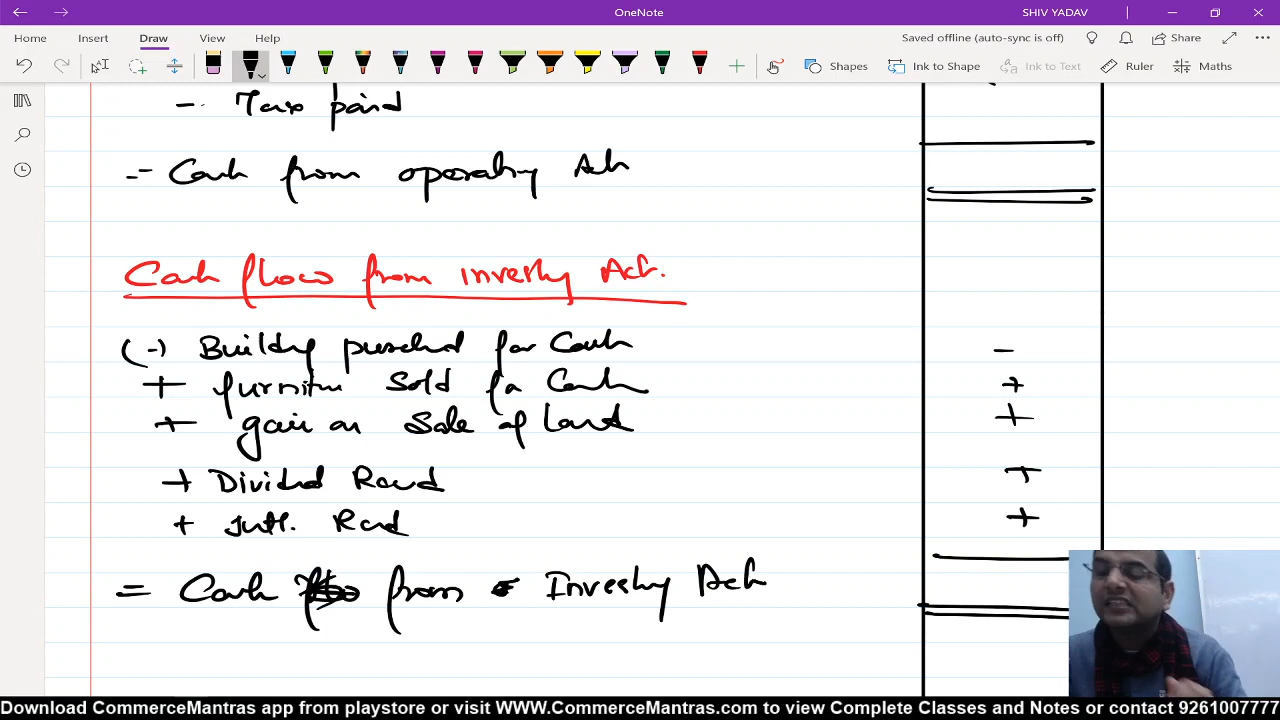 OneNote
SHIV YADAV
Home Insert Draw View Help
Saved offline (auto-sync is off)
Share
Shapes
Ink to Shape
Ink to Text
Ruler
Maths
- Tax paid
Cash from operating Act
Cash flow from Investing Act.
(-) Building purchased for Cash -
+ furniture Sold for Cash +
+ gain on Sale of Land +
+ Dividend Recvd +
+ Intt. Recd +
= Cash from Investing Act
Download CommerceMantras app from playstore or visit WWW.CommerceMantras.com to view Complete Classes and Notes or contact 9261007777